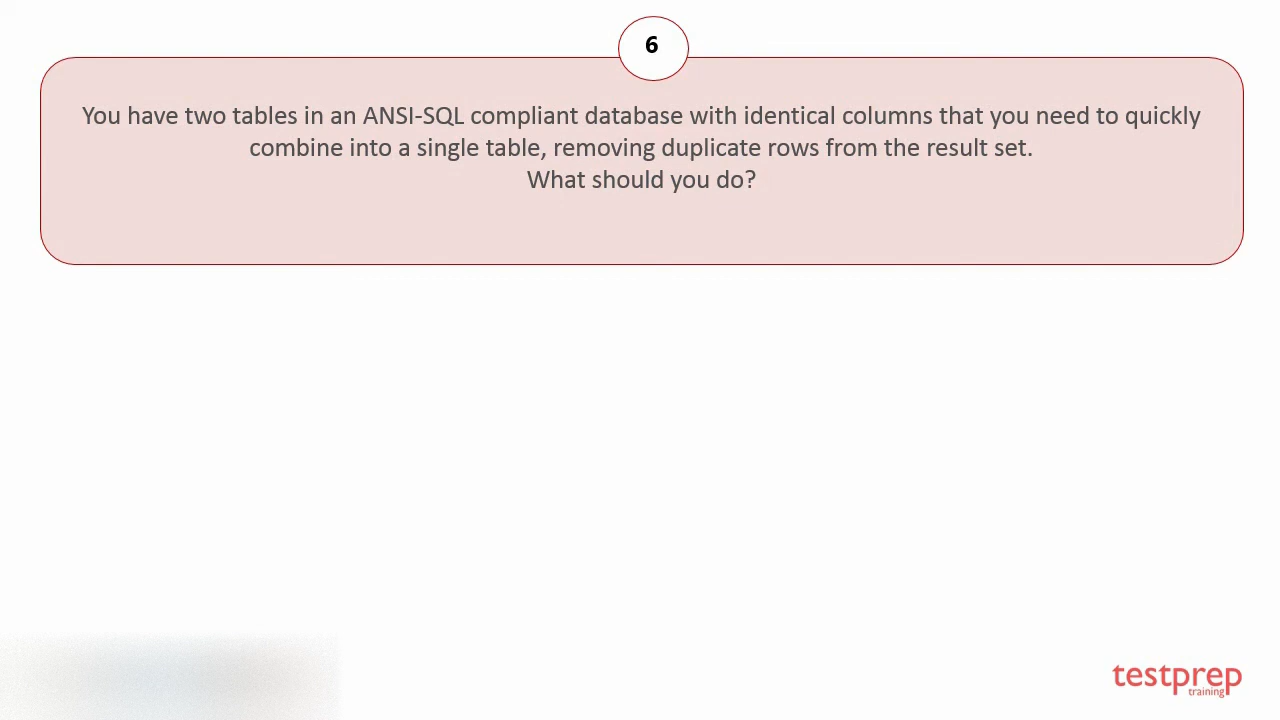 6
You have two tables in an ANSI-SQL compliant database with identical columns that you need to quickly
combine into a single table, removing duplicate rows from the result set.
What should you do?
testprep
training